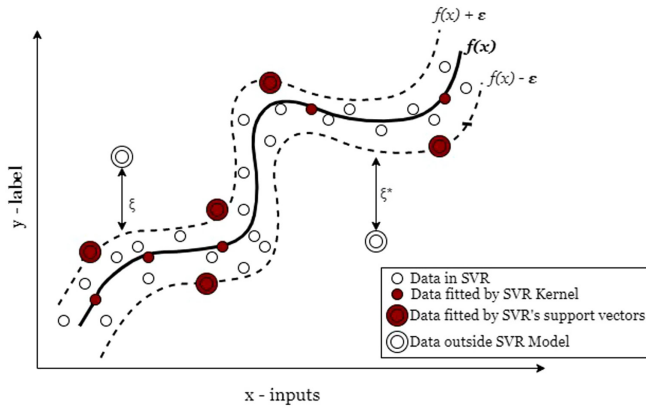 f(x) + ε
f(x)
f(x) - ε
y - label
ξ
ξ*
Data in SVR
Data fitted by SVR Kernel
Data fitted by SVR's support vectors
Data outside SVR Model
x - inputs